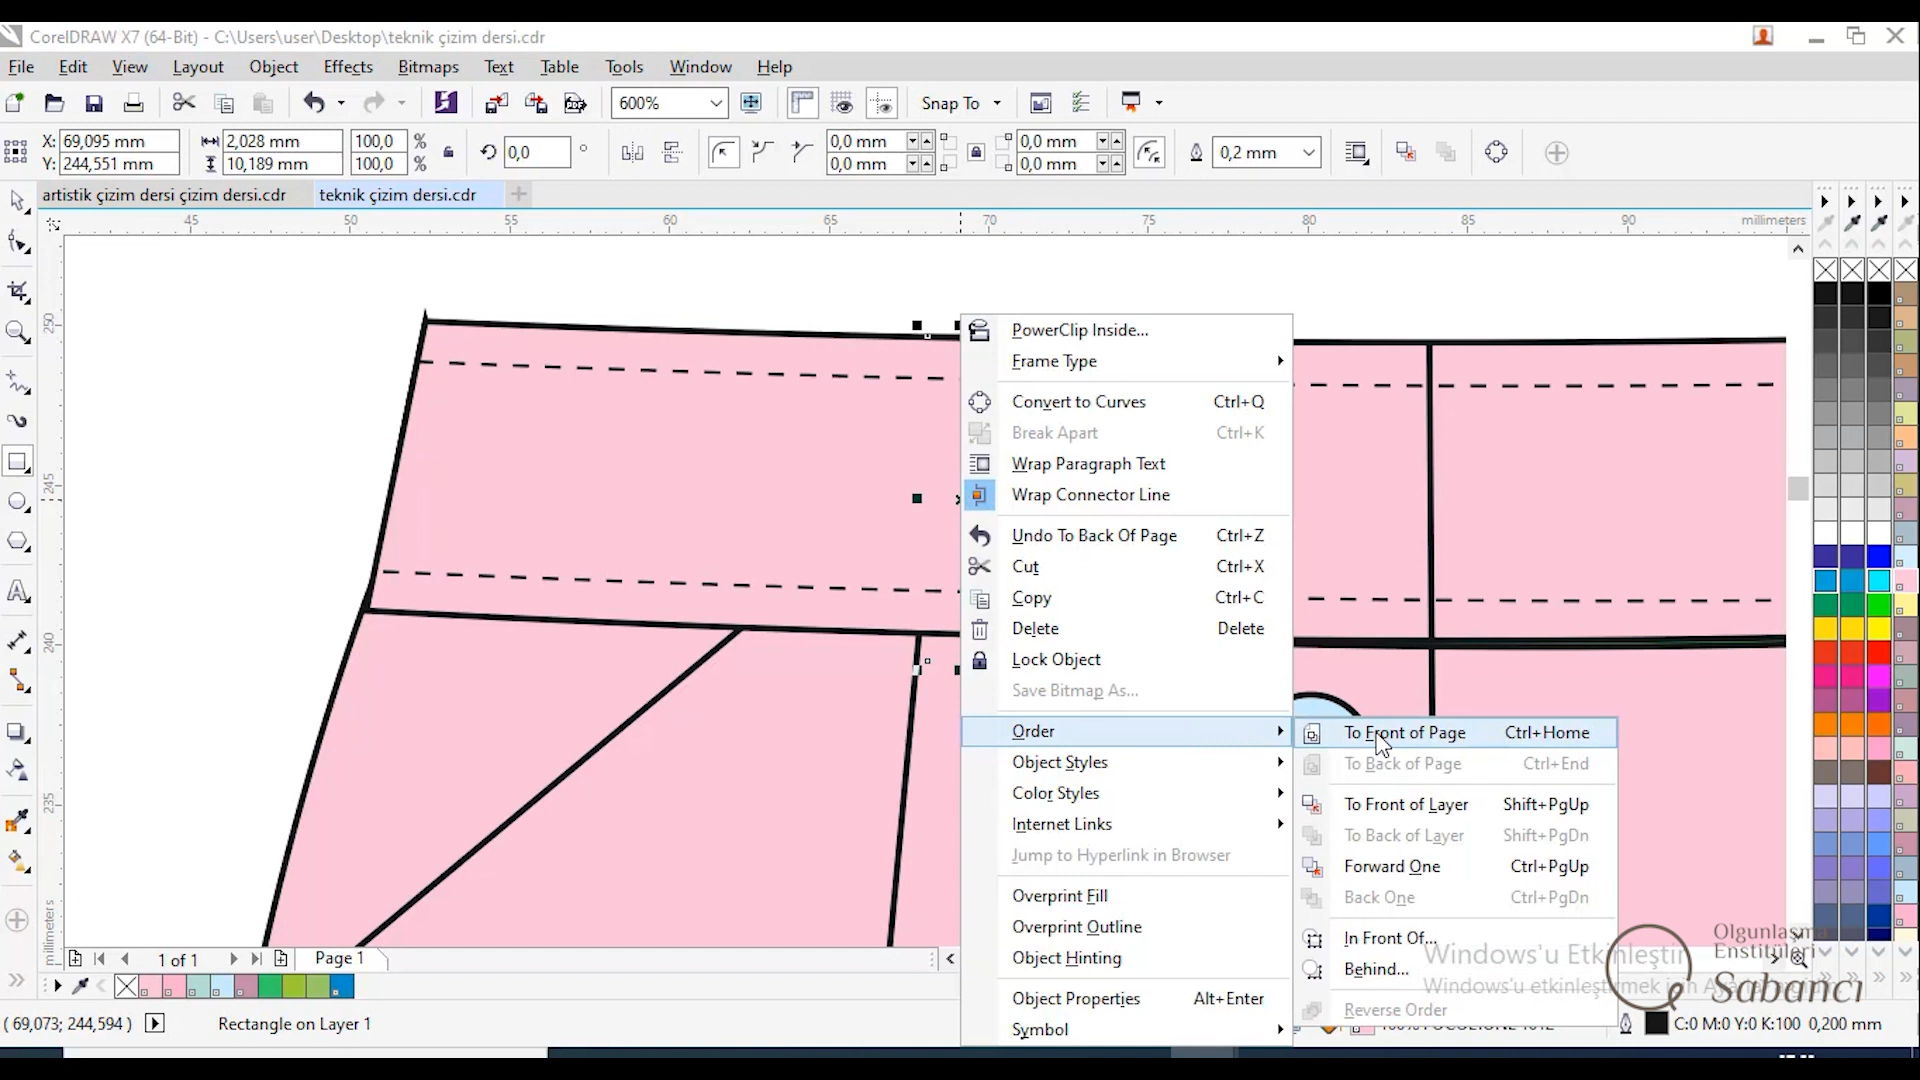 CorelDRAW X7 (64-Bit) - C:\Users\user\Desktop\teknik çizim dersi.cdr
File Edit View Layout Object Effects Bitmaps Text Table Tools Window Help
600% Snap To
X: 69,095 mm 2,028 mm 100,0 % 0,0 ° 0,0 mm 0,0 mm 0,2 mm
Y: 244,551 mm 10,189 mm 100,0 % 0,0 mm 0,0 mm
artistik çizim dersi çizim dersi.cdr teknik çizim dersi.cdr
45 50 55 60 65 70 75 80 85 90 millimeters
250
245
240
235
millimeters
PowerClip Inside...
Frame Type
Convert to Curves Ctrl+Q
Break Apart Ctrl+K
Wrap Paragraph Text
Wrap Connector Line
Undo To Back Of Page Ctrl+Z
Cut Ctrl+X
Copy Ctrl+C
Delete Delete
Lock Object
Save Bitmap As...
Order
Object Styles
Color Styles
Internet Links
Jump to Hyperlink in Browser
Overprint Fill
Overprint Outline
Object Hinting
Object Properties Alt+Enter
Symbol
To Front of Page Ctrl+Home
To Back of Page Ctrl+End
To Front of Layer Shift+PgUp
To Back of Layer Shift+PgDn
Forward One Ctrl+PgUp
Back One Ctrl+PgDn
In Front Of...
Behind...
Reverse Order
Windows'u Etkinleştir
Windows'u etkinleştirmek için
Olgunlaşma
Enstitüleri
Sabancı
1 of 1 Page 1
( 69,073; 244,594 ) Rectangle on Layer 1 C:0 M:0 Y:0 K:100 0,200 mm